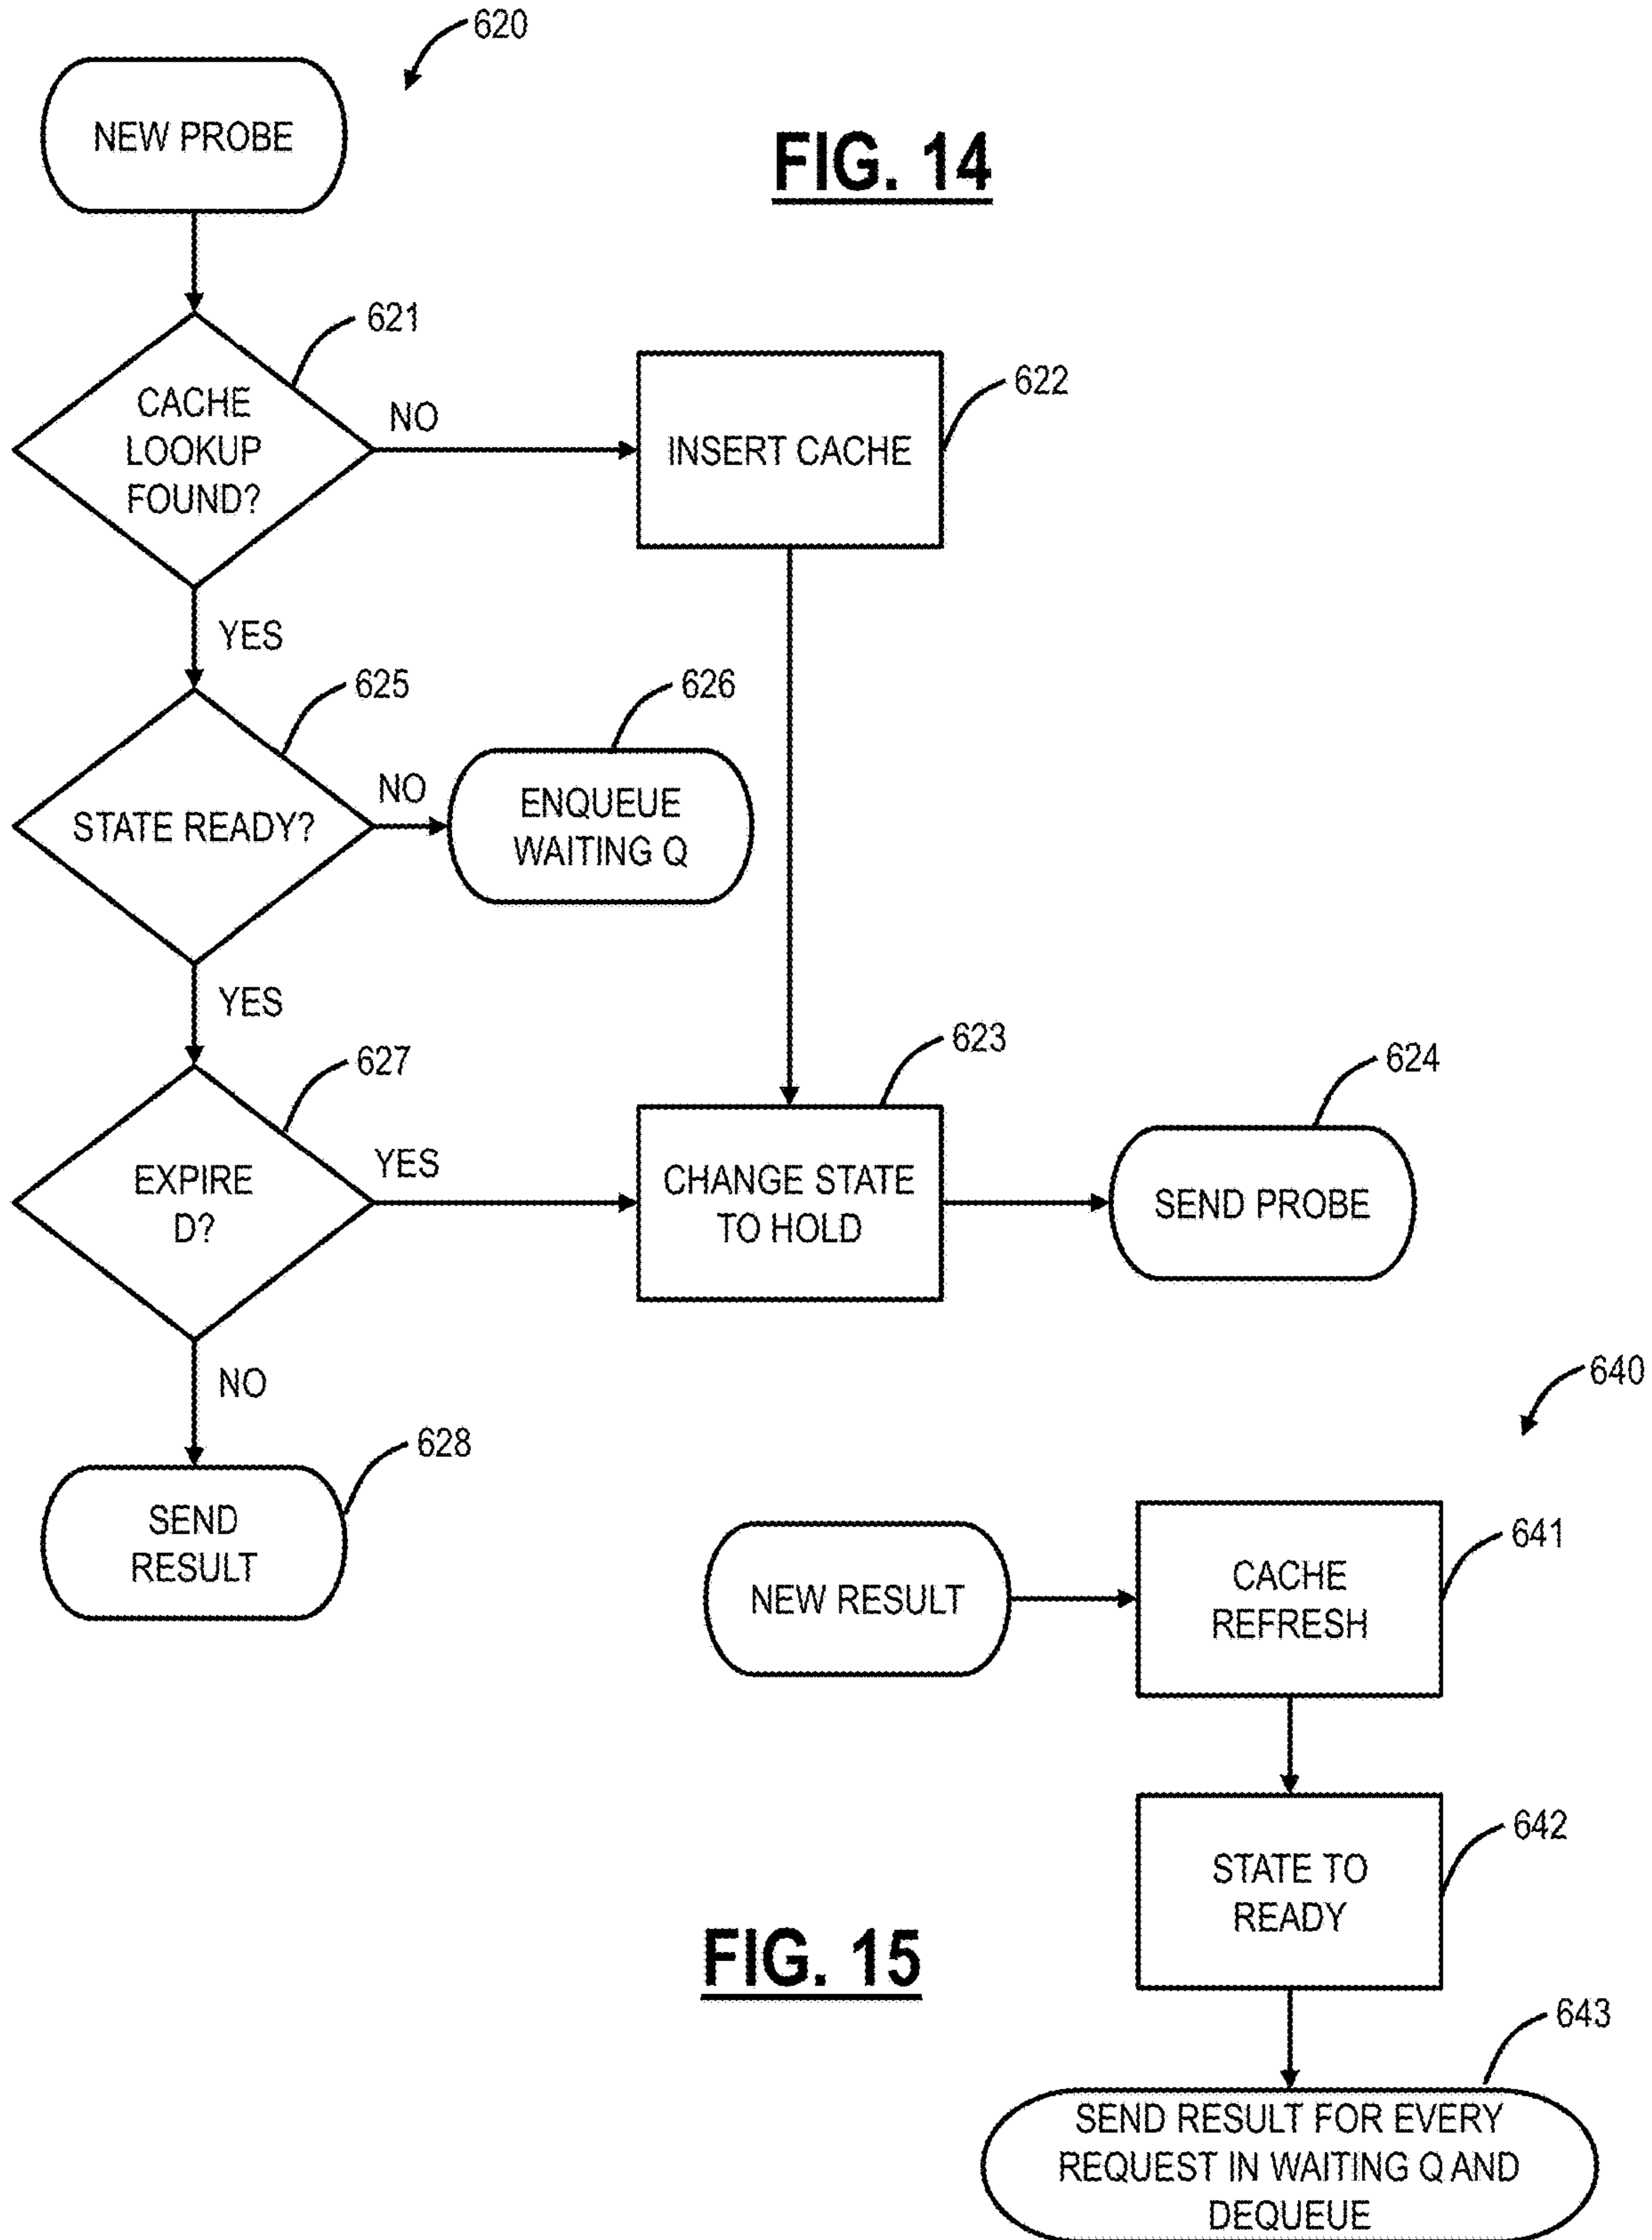 620
NEW PROBE
FIG. 14
621
CACHE
LOOKUP
FOUND?
NO
622
INSERT CACHE
YES
625
626
STATE READY?
NO
ENQUEUE
WAITING Q
YES
627
623
624
EXPIRE
D?
YES
CHANGE STATE
TO HOLD
SEND PROBE
NO
628
SEND
RESULT
640
NEW RESULT
641
CACHE
REFRESH
642
STATE TO
READY
FIG. 15
643
SEND RESULT FOR EVERY
REQUEST IN WAITING Q AND
DEQUEUE